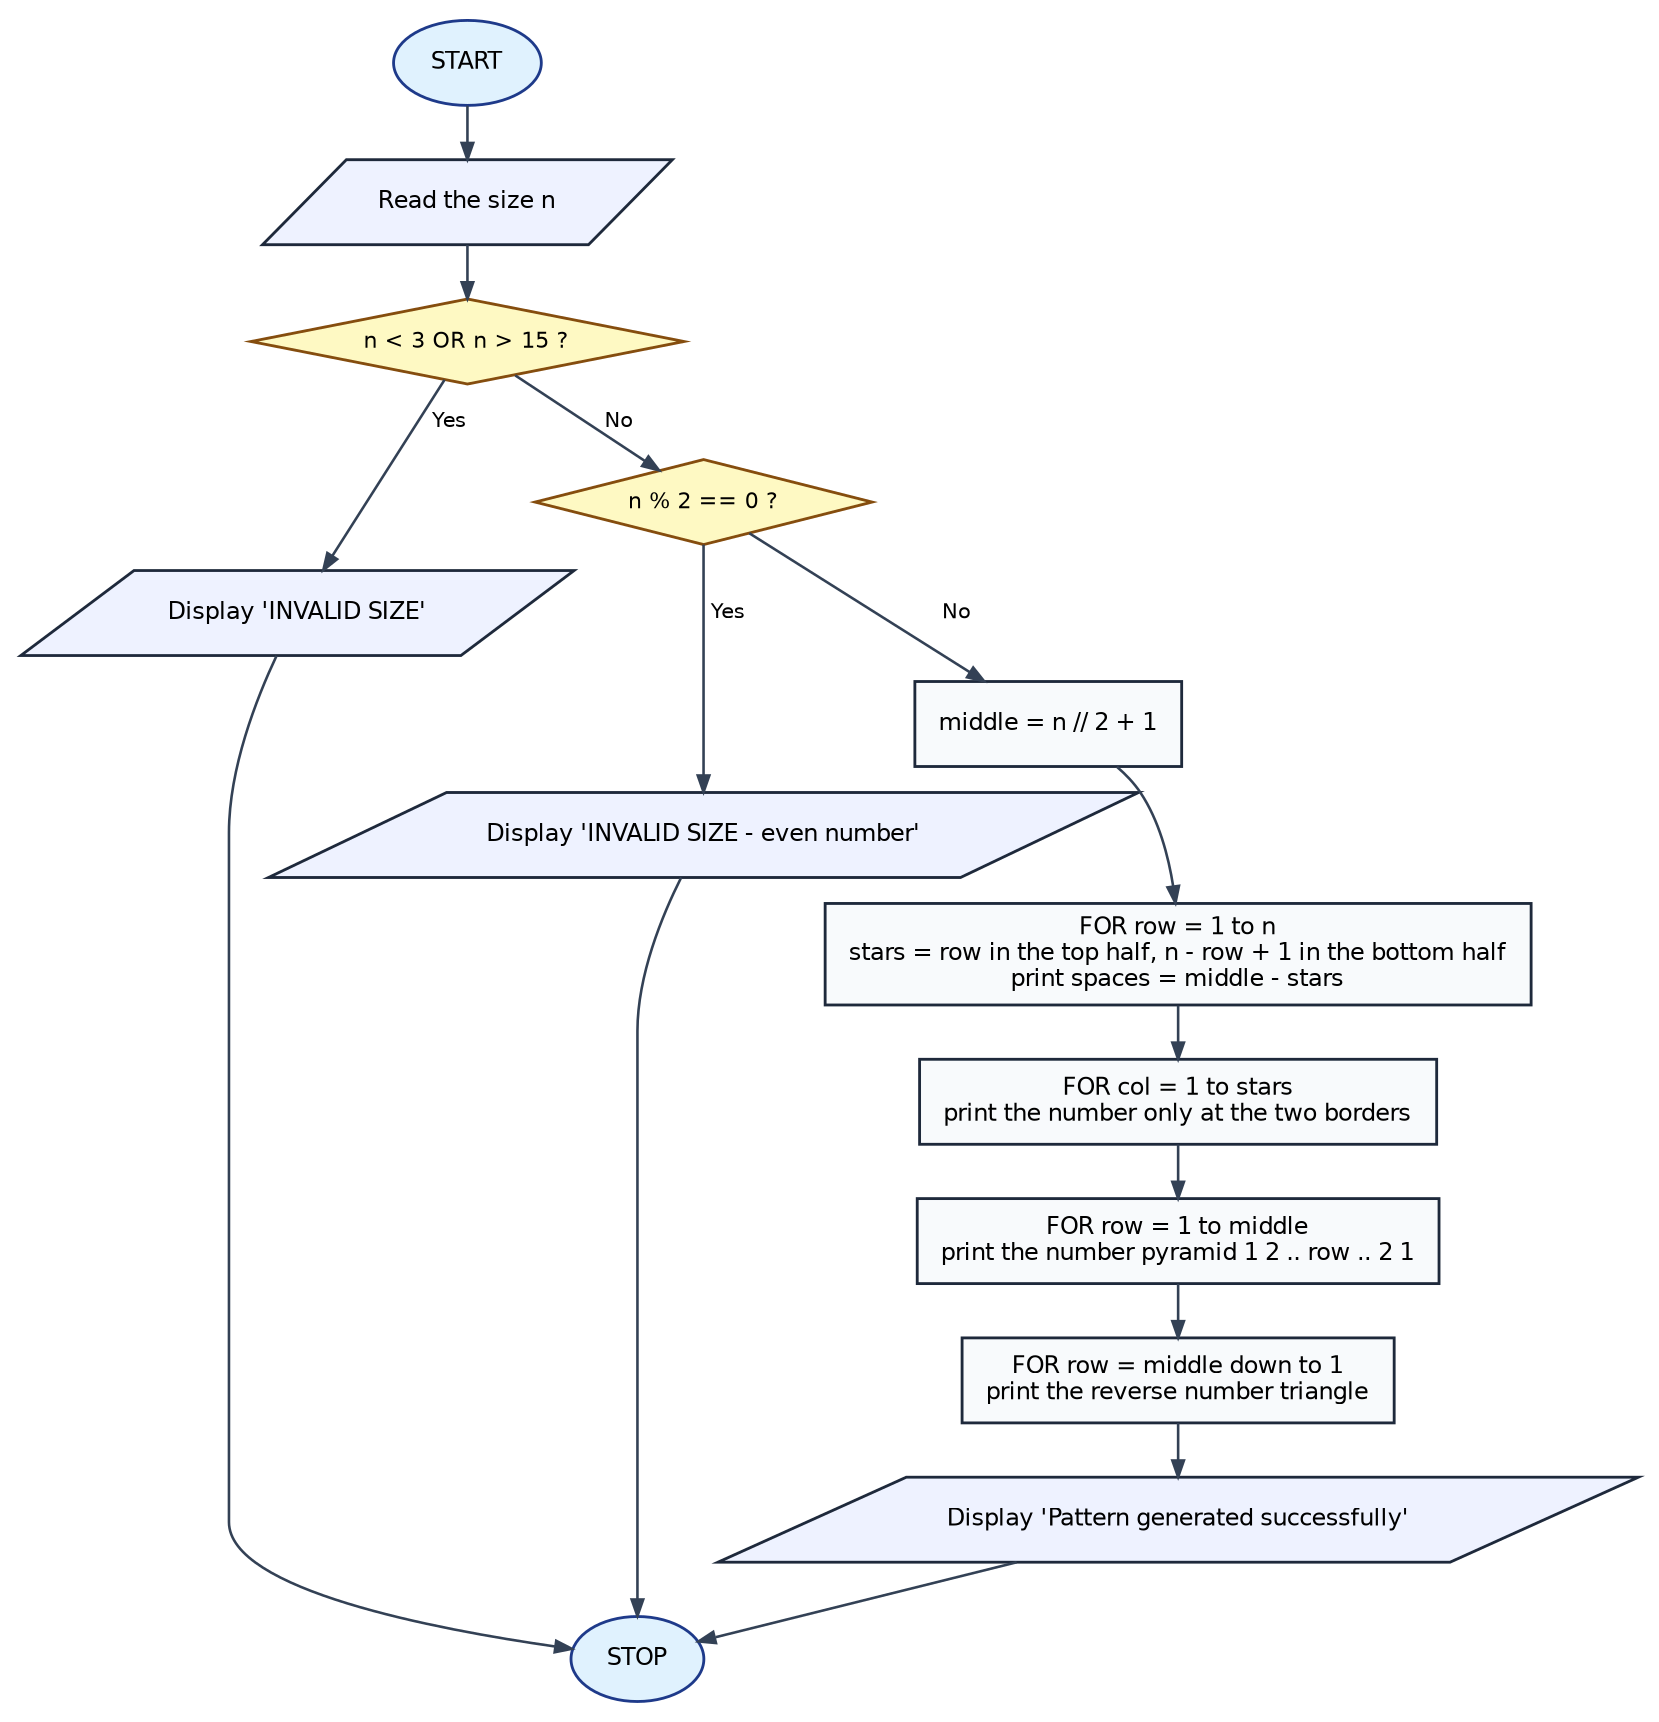 START
Read the size n
n < 3 OR n > 15 ?
Yes
No
n % 2 == 0 ?
Display 'INVALID SIZE'
Yes
No
middle = n // 2 + 1
Display 'INVALID SIZE - even number'
FOR row = 1 to n
stars = row in the top half, n - row + 1 in the bottom half
print spaces = middle - stars
FOR col = 1 to stars
print the number only at the two borders
FOR row = 1 to middle
print the number pyramid 1 2 .. row .. 2 1
FOR row = middle down to 1
print the reverse number triangle
Display 'Pattern generated successfully'
STOP